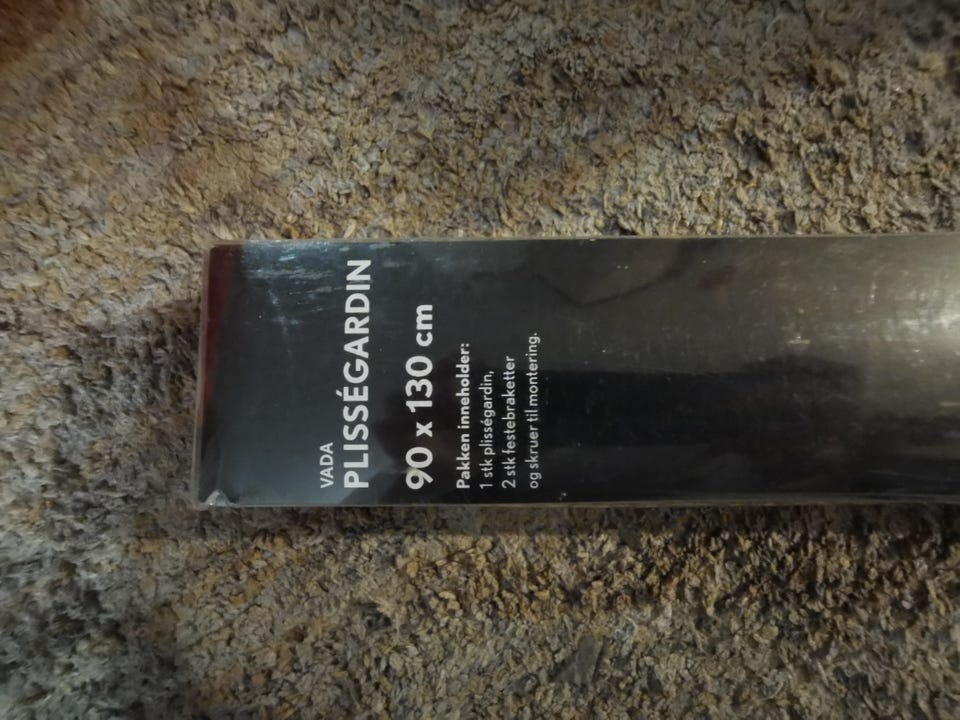 VADA
PLISSÉGARDIN
90 x 130 cm
Pakken inneholder:
1 stk plisségardin,
2 stk festebraketter
og skruer til montering.